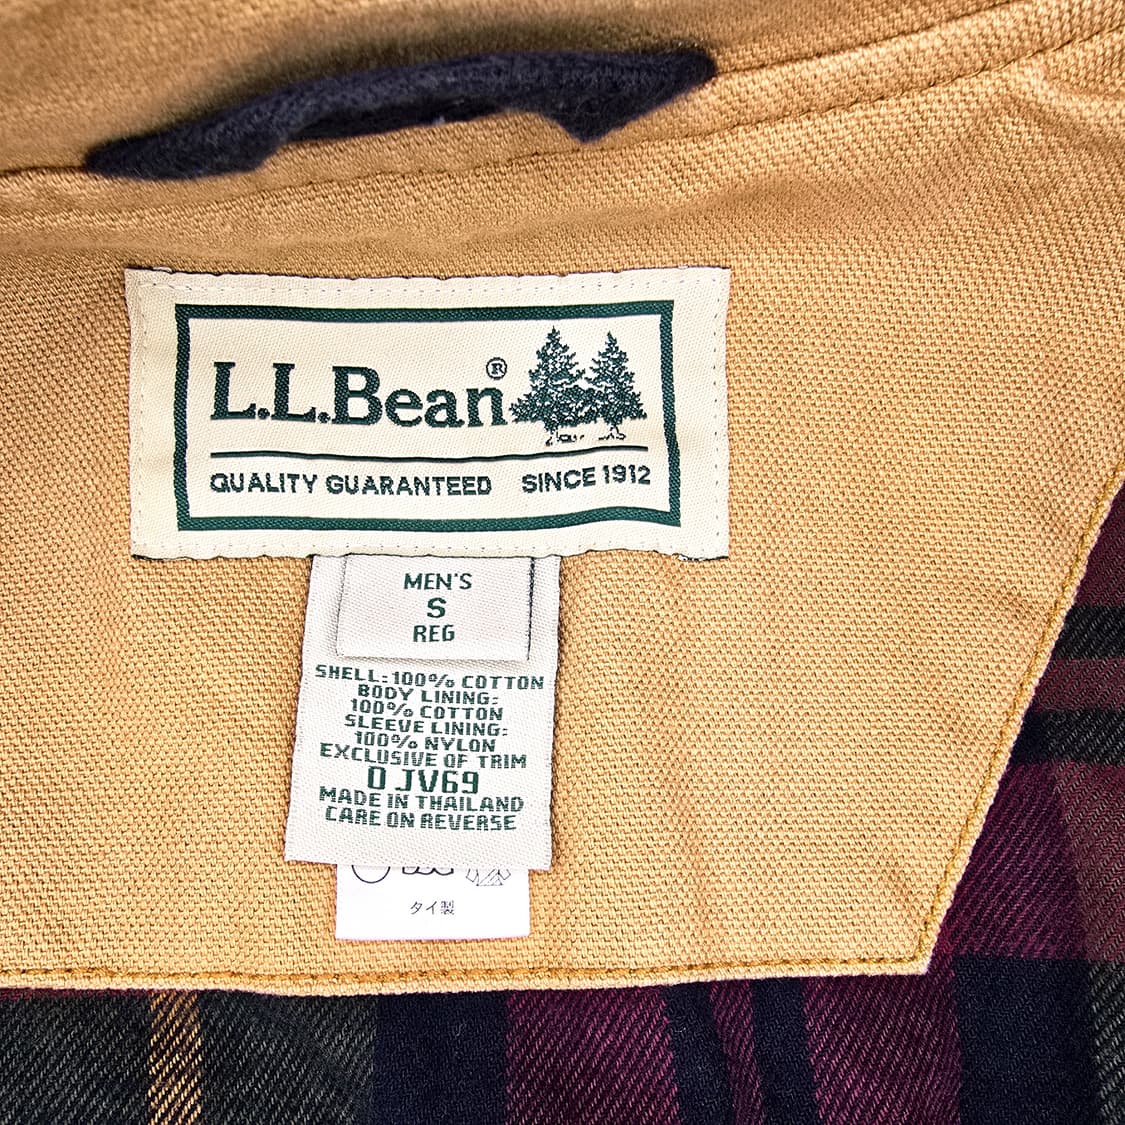 L.L.Bean®
QUALITY GUARANTEED SINCE 1912
MEN'S
S
REG
SHELL:100% COTTON
BODY LINING:
100% COTTON
SLEEVE LINING:
100% NYLON
EXCLUSIVE OF TRIM
0 JV69
MADE IN THAILAND
CARE ON REVERSE
タイ製